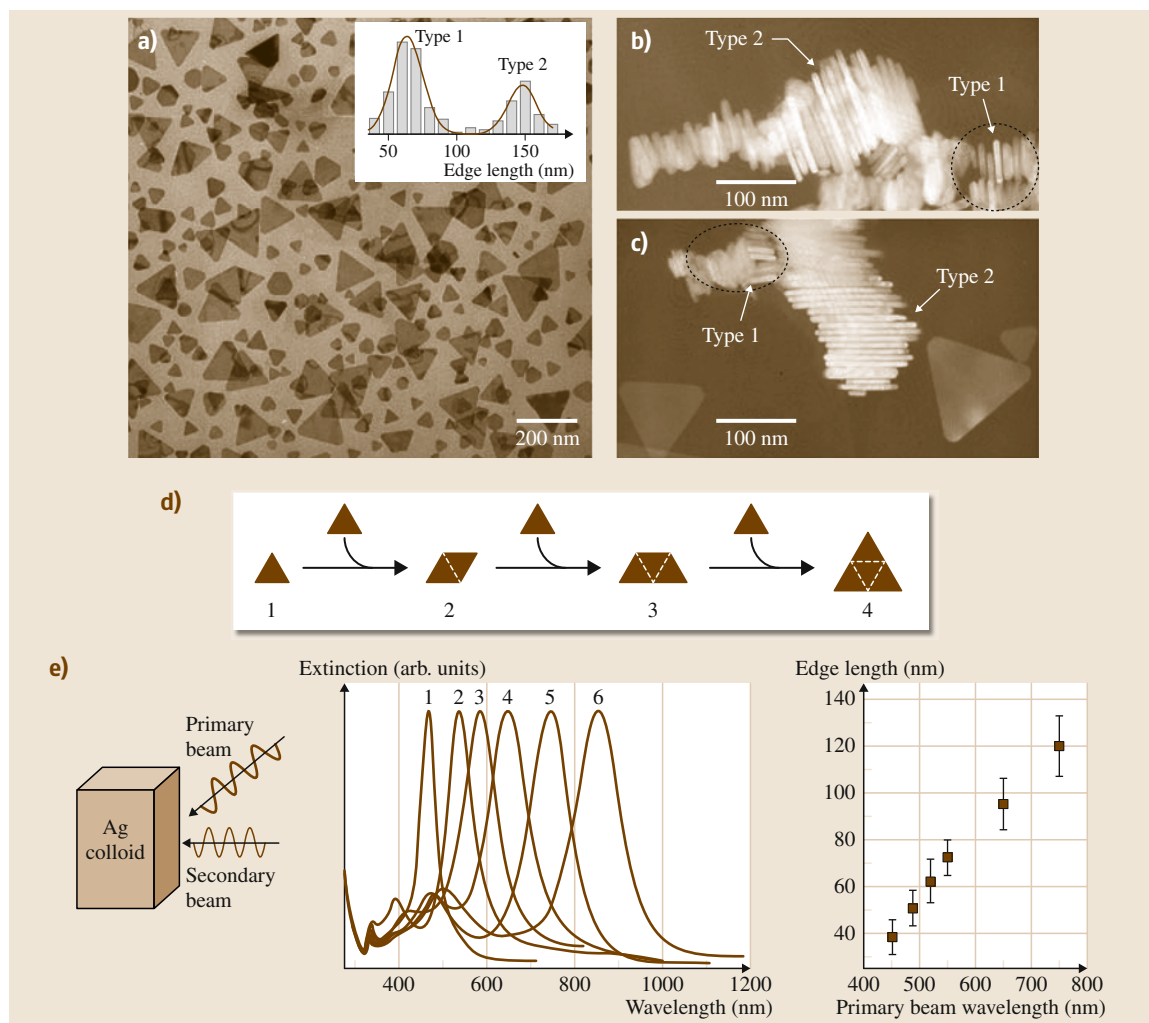 a)
Type 1
Type 2
50
100
150
Edge length (nm)
200 nm
b)
Type 2
Type 1
100 nm
c)
Type 2
Type 1
100 nm
d)
1
2
3
4
e)
Primary
beam
Ag
colloid
Secondary
beam
Extinction (arb. units)
1 2 3 4 5 6
400 600 800 1000 1200
Wavelength (nm)
Edge length (nm)
140
120
100
80
60
40
400 500 600 700 800
Primary beam wavelength (nm)